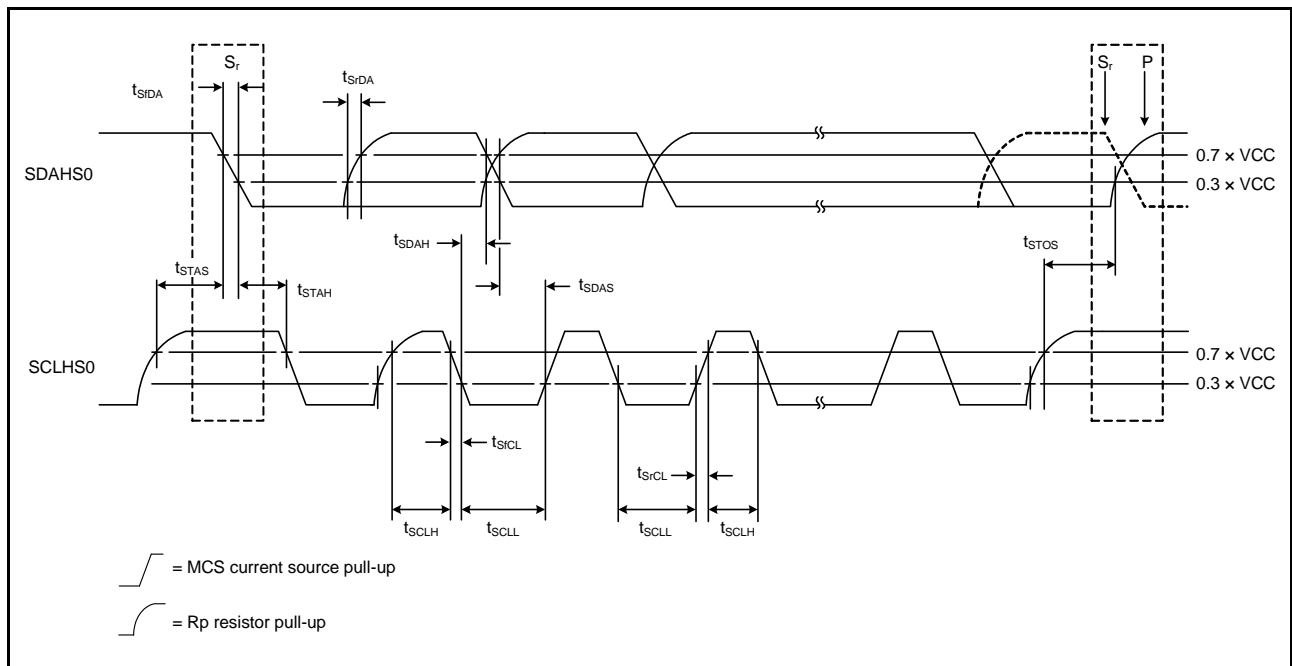 Sr
Sr P
tSfDA
tSrDA
0.7 × VCC
SDAHS0
0.3 × VCC
tSDAH
tSTOS
tSTAS
tSTAH
tSDAS
0.7 × VCC
SCLHS0
0.3 × VCC
tSfCL
tSrCL
tSCLH
tSCLL
tSCLL
tSCLH
= MCS current source pull-up
= Rp resistor pull-up